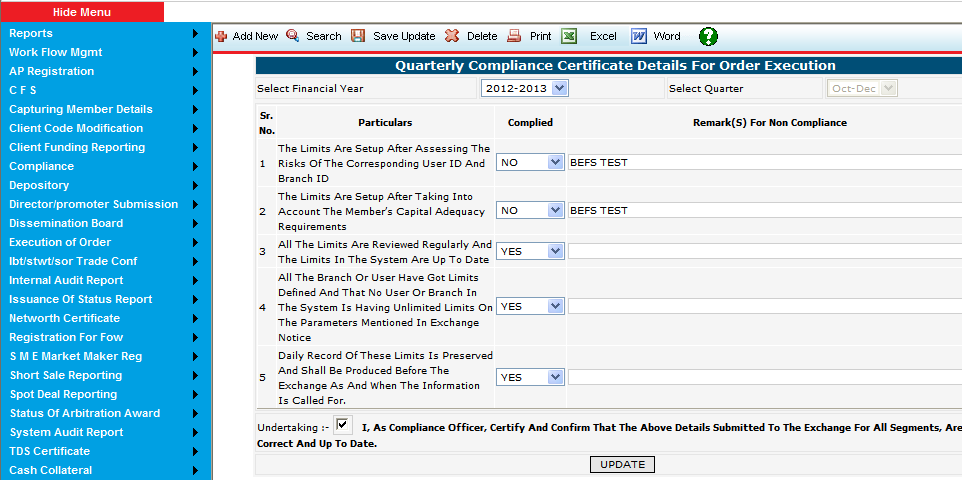 Hide Menu
Reports
Work Flow Mgmt
AP Registration
C F S
Capturing Member Details
Client Code Modification
Client Funding Reporting
Compliance
Depository
Director/promoter Submission
Dissemination Board
Execution of Order
Ibt/stwt/sor Trade Conf
Internal Audit Report
Issuance Of Status Report
Networth Certificate
Registration For Fow
S M E Market Maker Reg
Short Sale Reporting
Spot Deal Reporting
Status Of Arbitration Award
System Audit Report
TDS Certificate
Cash Collateral
Add New Search Save Update Delete Print Excel Word ?
Quarterly Compliance Certificate Details For Order Execution
Select Financial Year 2012-2013 Select Quarter Oct-Dec
Sr. No. Particulars Complied Remark(S) For Non Compliance
1 The Limits Are Setup After Assessing The
Risks Of The Corresponding User ID And NO BEFS TEST
Branch ID
The Limits Are Setup After Taking Into
2 Account The Member's Capital Adequacy NO BEFS TEST
Requirements
3 All The Limits Are Reviewed Regularly And YES
The Limits In The System Are Up To Date
All The Branch Or User Have Got Limits
Defined And That No User Or Branch In
4 The System Is Having Unlimited Limits On YES
The Parameters Mentioned In Exchange
Notice
Daily Record Of These Limits Is Preserved
And Shall Be Produced Before The
5 Exchange As And When The Information YES
Is Called For.
Undertaking :- I, As Compliance Officer, Certify And Confirm That The Above Details Submitted To The Exchange For All Segments, Are
Correct And Up To Date.
UPDATE